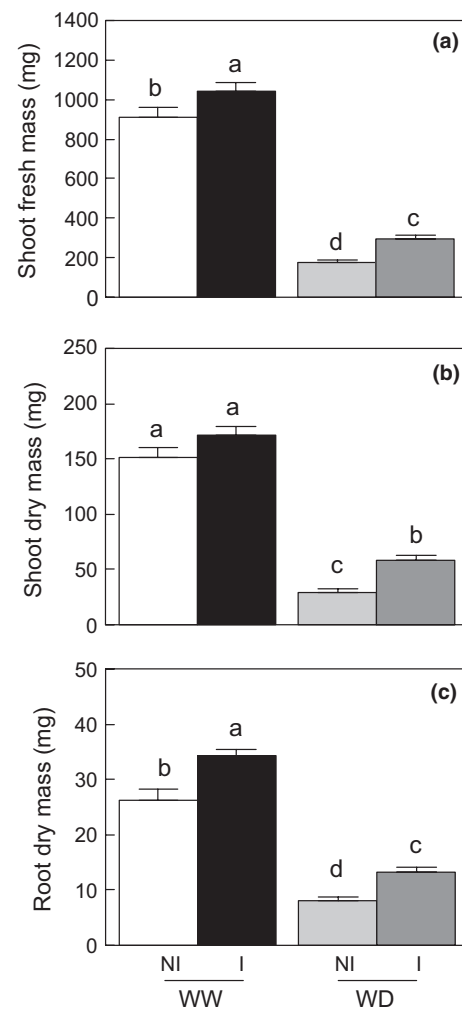 1400
(a)
1200
a
b
1000
800
Shoot fresh mass (mg)
600
400
c
d
200
0
250
(b)
200
a
a
150
Shoot dry mass (mg)
100
b
c
50
0
50
(c)
40
a
b
30
Root dry mass (mg)
20
c
d
10
0
NI I NI I
WW WD